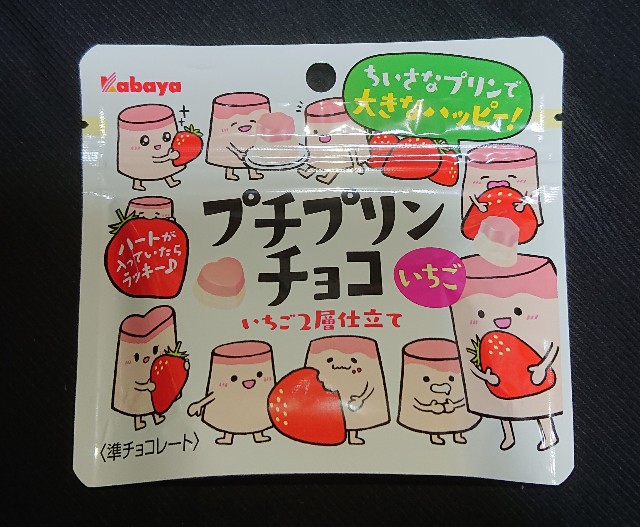 Kabaya
ちいさなプリンで
大きなハッピー!
プチプリン
チョコ
いちご
ハートが
入っていたら
ラッキー♪
いちご2層仕立て
〈準チョコレート〉